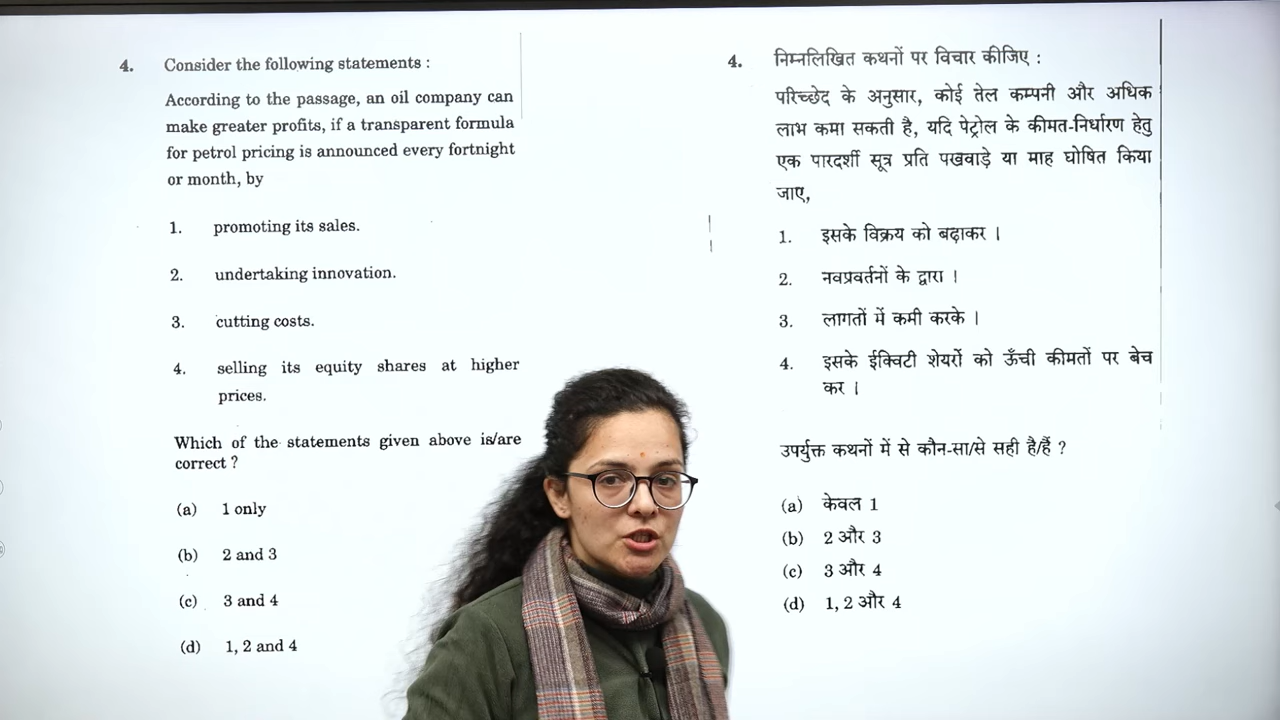 4. Consider the following statements :
According to the passage, an oil company can
make greater profits, if a transparent formula
for petrol pricing is announced every fortnight
or month, by
1. promoting its sales.
2. undertaking innovation.
3. cutting costs.
4. selling its equity shares at higher
prices.
Which of the statements given above is/are
correct ?
(a) 1 only
(b) 2 and 3
(c) 3 and 4
(d) 1, 2 and 4
4. निम्नलिखित कथनों पर विचार कीजिए :
परिच्छेद के अनुसार, कोई तेल कम्पनी और अधिक
लाभ कमा सकती है, यदि पेट्रोल के कीमत-निर्धारण हेतु
एक पारदर्शी सूत्र प्रति पखवाड़े या माह घोषित किया
जाए,
1. इसके विक्रय को बढ़ाकर ।
2. नवप्रवर्तनों के द्वारा ।
3. लागतों में कमी करके ।
4. इसके ईक्विटी शेयरों को ऊँची कीमतों पर बेच
कर ।
उपर्युक्त कथनों में से कौन-सा/से सही है/हैं ?
(a) केवल 1
(b) 2 और 3
(c) 3 और 4
(d) 1, 2 और 4